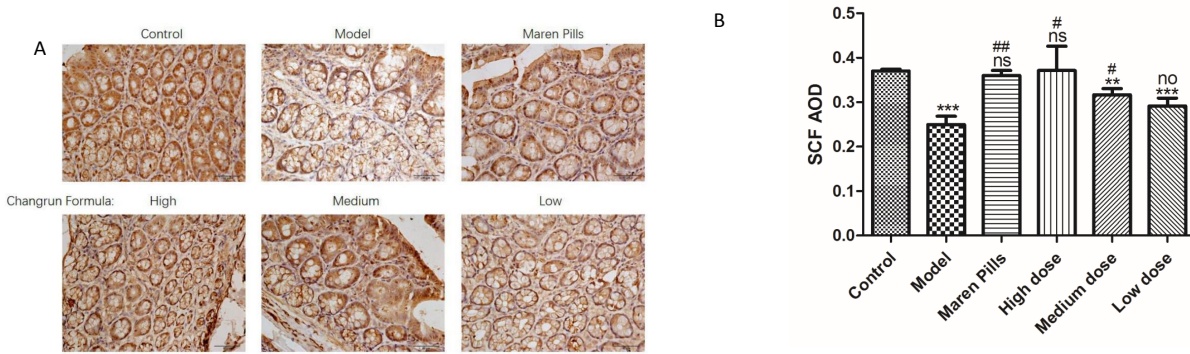 A
Control
Model
Maren Pills
Changrun Formula:
High
Medium
Low
B
SCF AOD
0.5
0.4
0.3
0.2
0.1
0.0
***
##
ns
#
ns
#
**
no
***
Control
Model
Maren Pills
High dose
Medium dose
Low dose